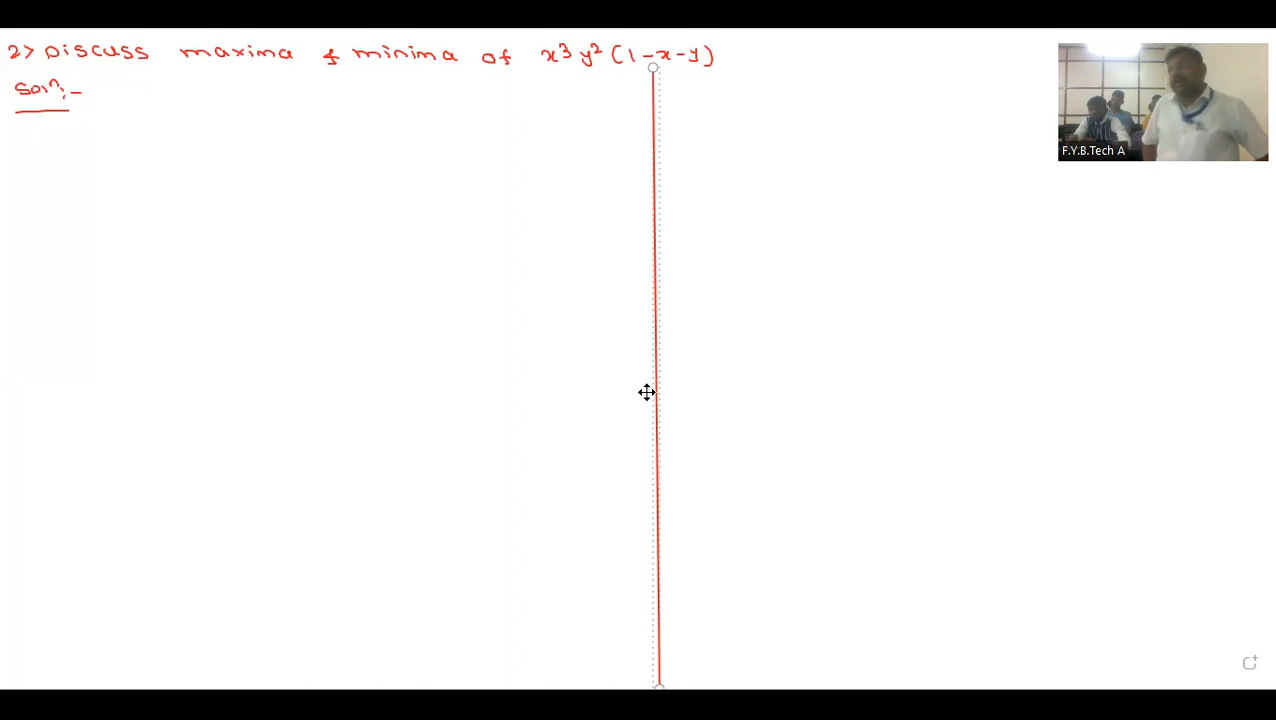 2> Discuss maxima & minima of x³y²(1-x-y)
Solⁿ:-
F.Y.B.Tech A